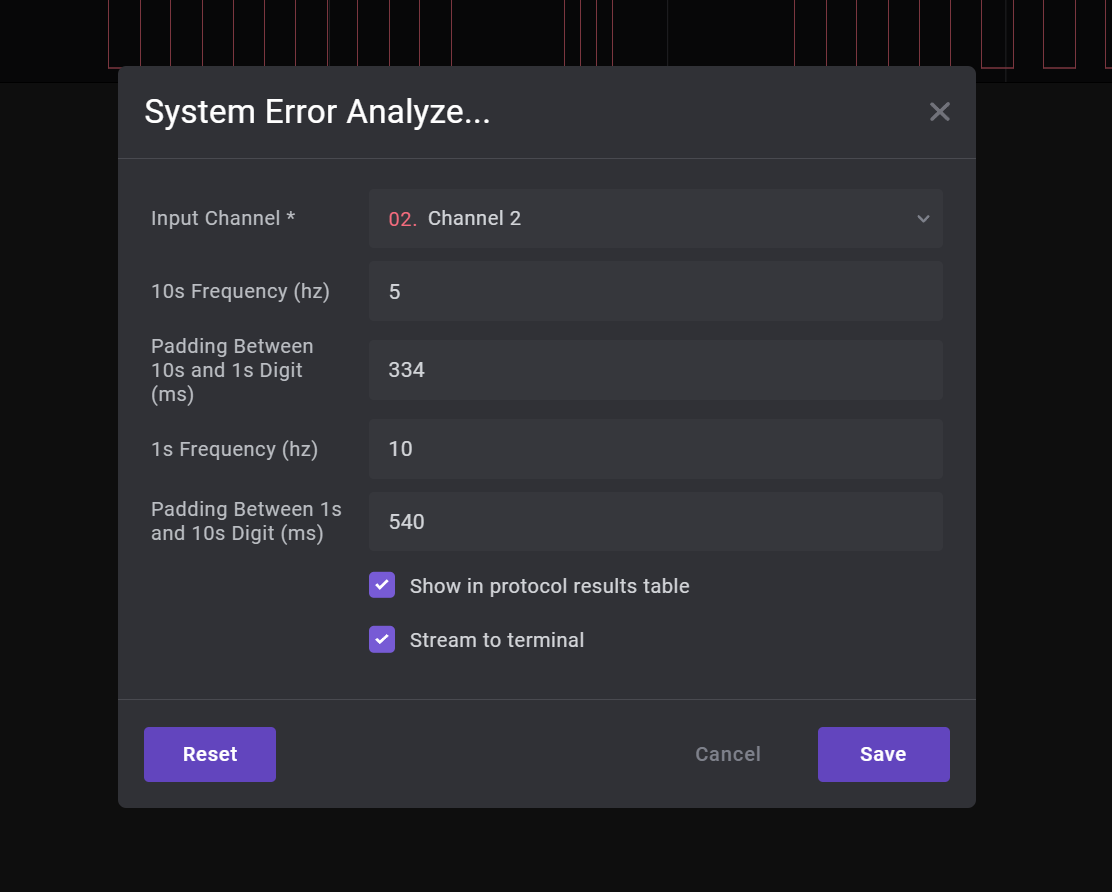 System Error Analyze...
Input Channel *
02. Channel 2
10s Frequency (hz)
5
Padding Between
10s and 1s Digit
(ms)
334
1s Frequency (hz)
10
Padding Between 1s
and 10s Digit (ms)
540
Show in protocol results table
Stream to terminal
Reset
Cancel
Save